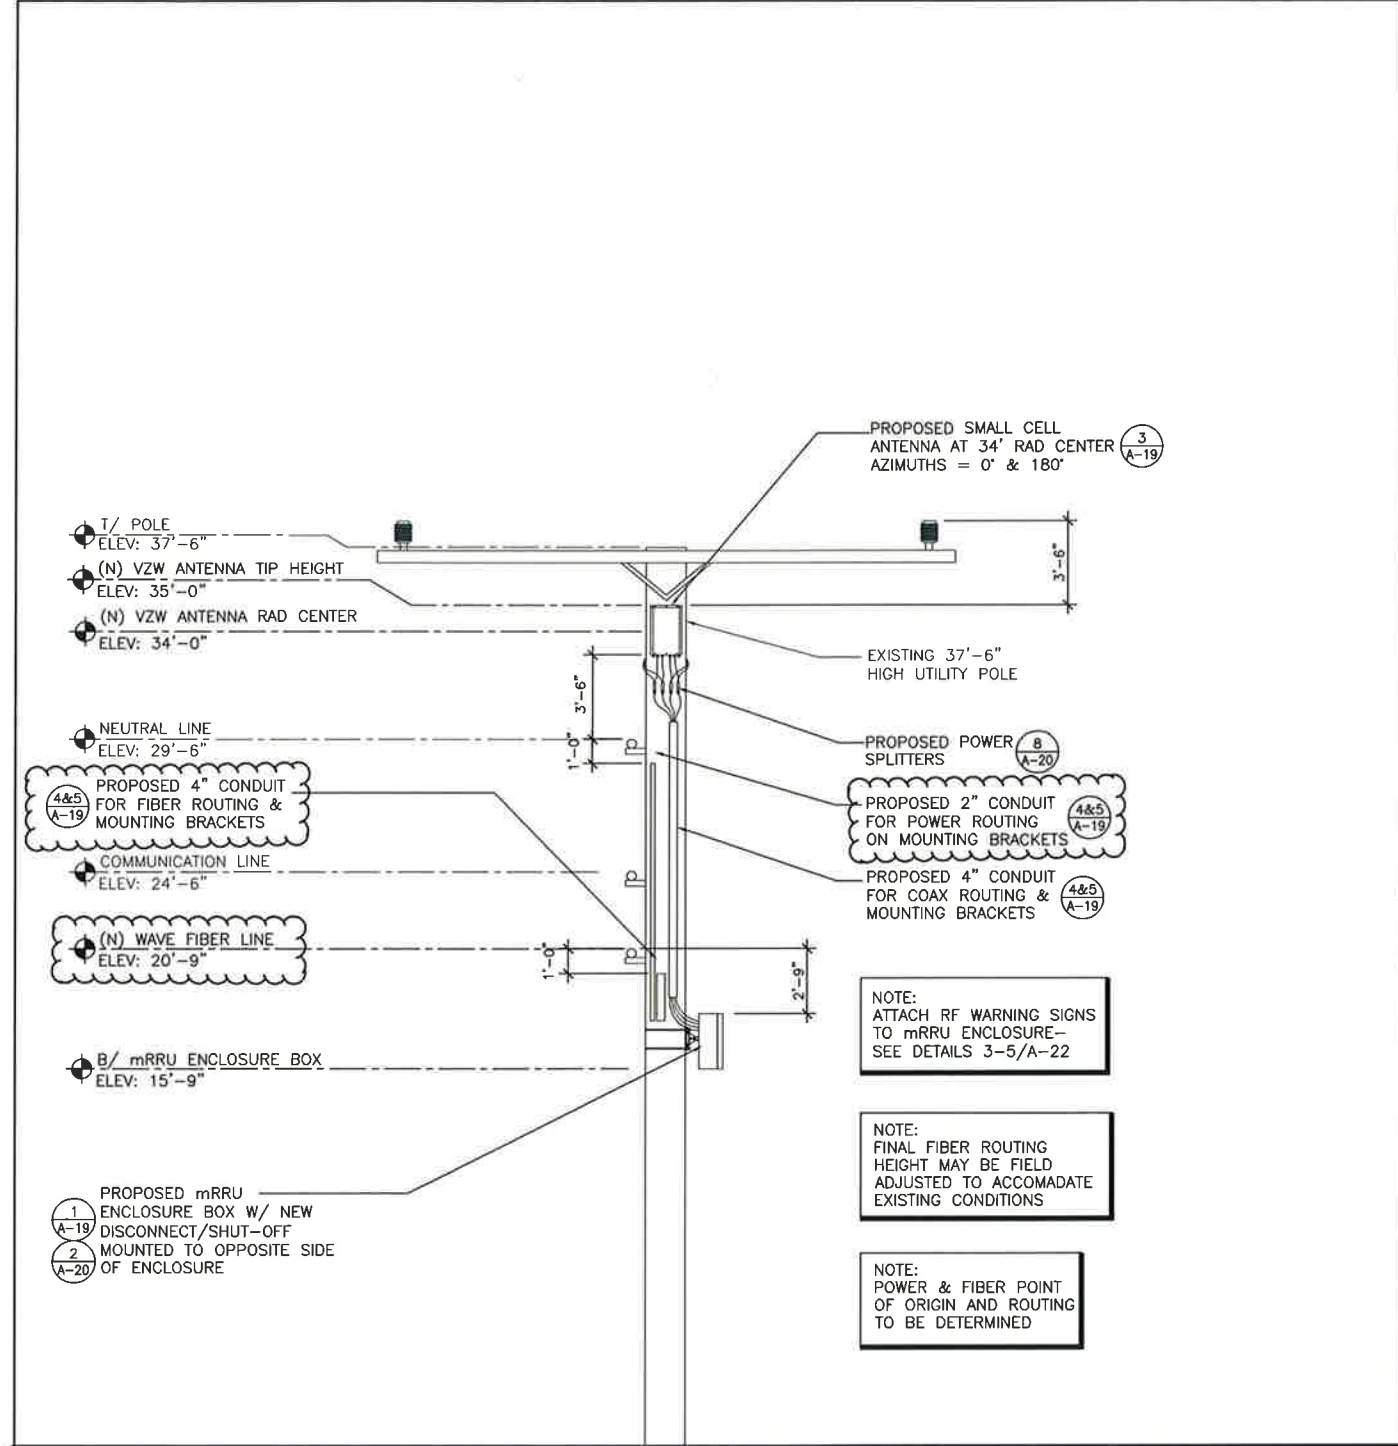 PROPOSED SMALL CELL
ANTENNA AT 34' RAD CENTER
AZIMUTHS = 0° & 180°
3
A-19
T/ POLE
ELEV: 37'-6"
(N) VZW ANTENNA TIP HEIGHT
ELEV: 35'-0"
(N) VZW ANTENNA RAD CENTER
ELEV: 34'-0"
3'-6"
EXISTING 37'-6"
HIGH UTILITY POLE
3'-6"
NEUTRAL LINE
ELEV: 29'-6"
1'-0"
PROPOSED POWER
SPLITTERS
8
A-20
4&5
A-19
PROPOSED 4" CONDUIT
FOR FIBER ROUTING &
MOUNTING BRACKETS
PROPOSED 2" CONDUIT
FOR POWER ROUTING
ON MOUNTING BRACKETS
4&5
A-19
COMMUNICATION LINE
ELEV: 24'-6"
PROPOSED 4" CONDUIT
FOR COAX ROUTING &
MOUNTING BRACKETS
4&5
A-19
(N) WAVE FIBER LINE
ELEV: 20'-9"
1'-0"
2'-9"
NOTE:
ATTACH RF WARNING SIGNS
TO mRRU ENCLOSURE-
SEE DETAILS 3-5/A-22
B/ mRRU ENCLOSURE BOX
ELEV: 15'-9"
NOTE:
FINAL FIBER ROUTING
HEIGHT MAY BE FIELD
ADJUSTED TO ACCOMADATE
EXISTING CONDITIONS
1
A-19
2
A-20
PROPOSED mRRU
ENCLOSURE BOX W/ NEW
DISCONNECT/SHUT-OFF
MOUNTED TO OPPOSITE SIDE
OF ENCLOSURE
NOTE:
POWER & FIBER POINT
OF ORIGIN AND ROUTING
TO BE DETERMINED